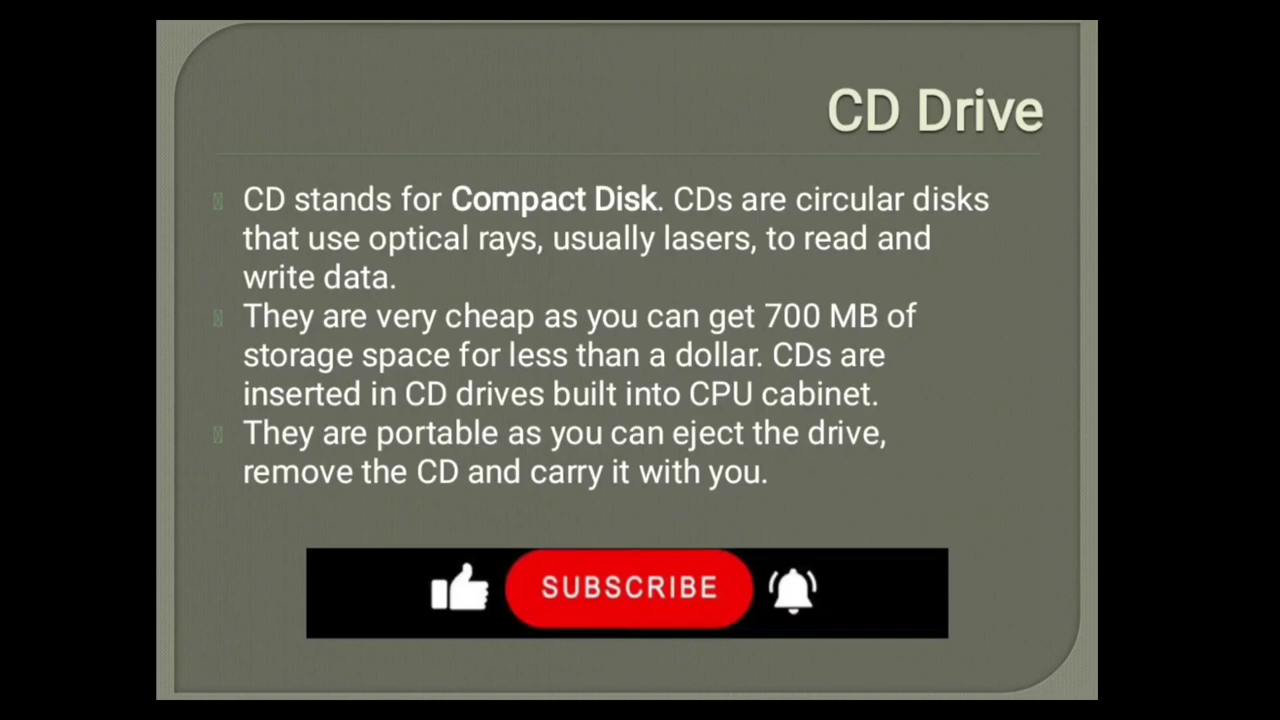 CD Drive
CD stands for Compact Disk. CDs are circular disks
that use optical rays, usually lasers, to read and
write data.
They are very cheap as you can get 700 MB of
storage space for less than a dollar. CDs are
inserted in CD drives built into CPU cabinet.
They are portable as you can eject the drive,
remove the CD and carry it with you.
SUBSCRIBE